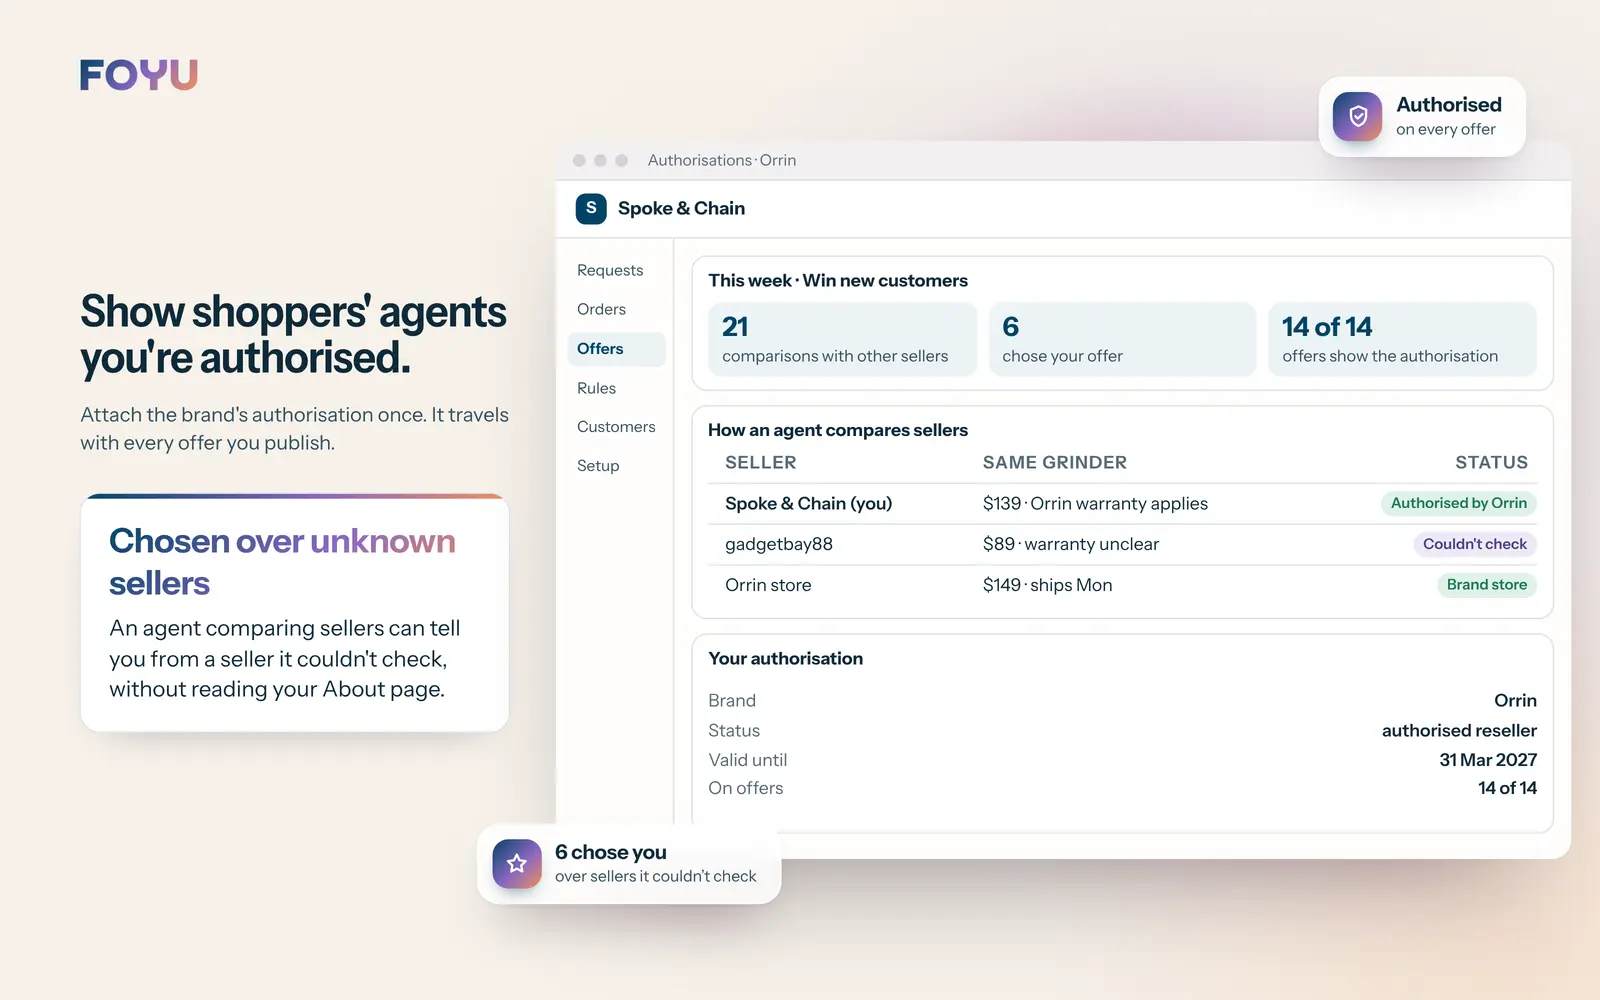 FOYU
Show shoppers' agents
you're authorised.
Attach the brand's authorisation once. It travels
with every offer you publish.
Chosen over unknown
sellers
An agent comparing sellers can tell
you from a seller it couldn't check,
without reading your About page.
Authorised
on every offer
Authorisations · Orrin
S Spoke & Chain
Requests
Orders
Offers
Rules
Customers
Setup
This week · Win new customers
21
comparisons with other sellers
6
chose your offer
14 of 14
offers show the authorisation
How an agent compares sellers
SELLER SAME GRINDER STATUS
Spoke & Chain (you) $139 · Orrin warranty applies Authorised by Orrin
gadgetbay88 $89 · warranty unclear Couldn't check
Orrin store $149 · ships Mon Brand store
Your authorisation
Brand Orrin
Status authorised reseller
Valid until 31 Mar 2027
On offers 14 of 14
6 chose you
over sellers it couldn't check